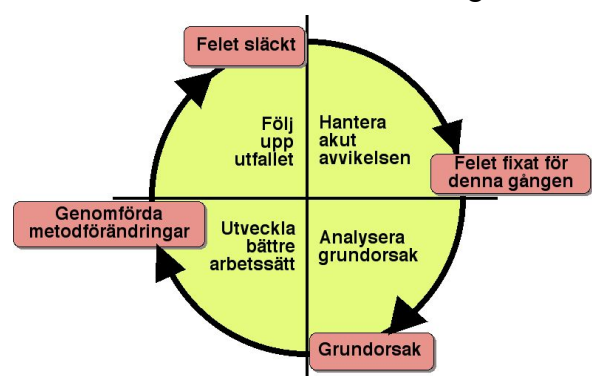 Felet släckt
Följ
upp
utfallet
Hantera
akut
avvikelsen
Felet fixat för
denna gången
Genomförda
metodförändringar
Utveckla
bättre
arbetssätt
Analysera
grundorsak
Grundorsak